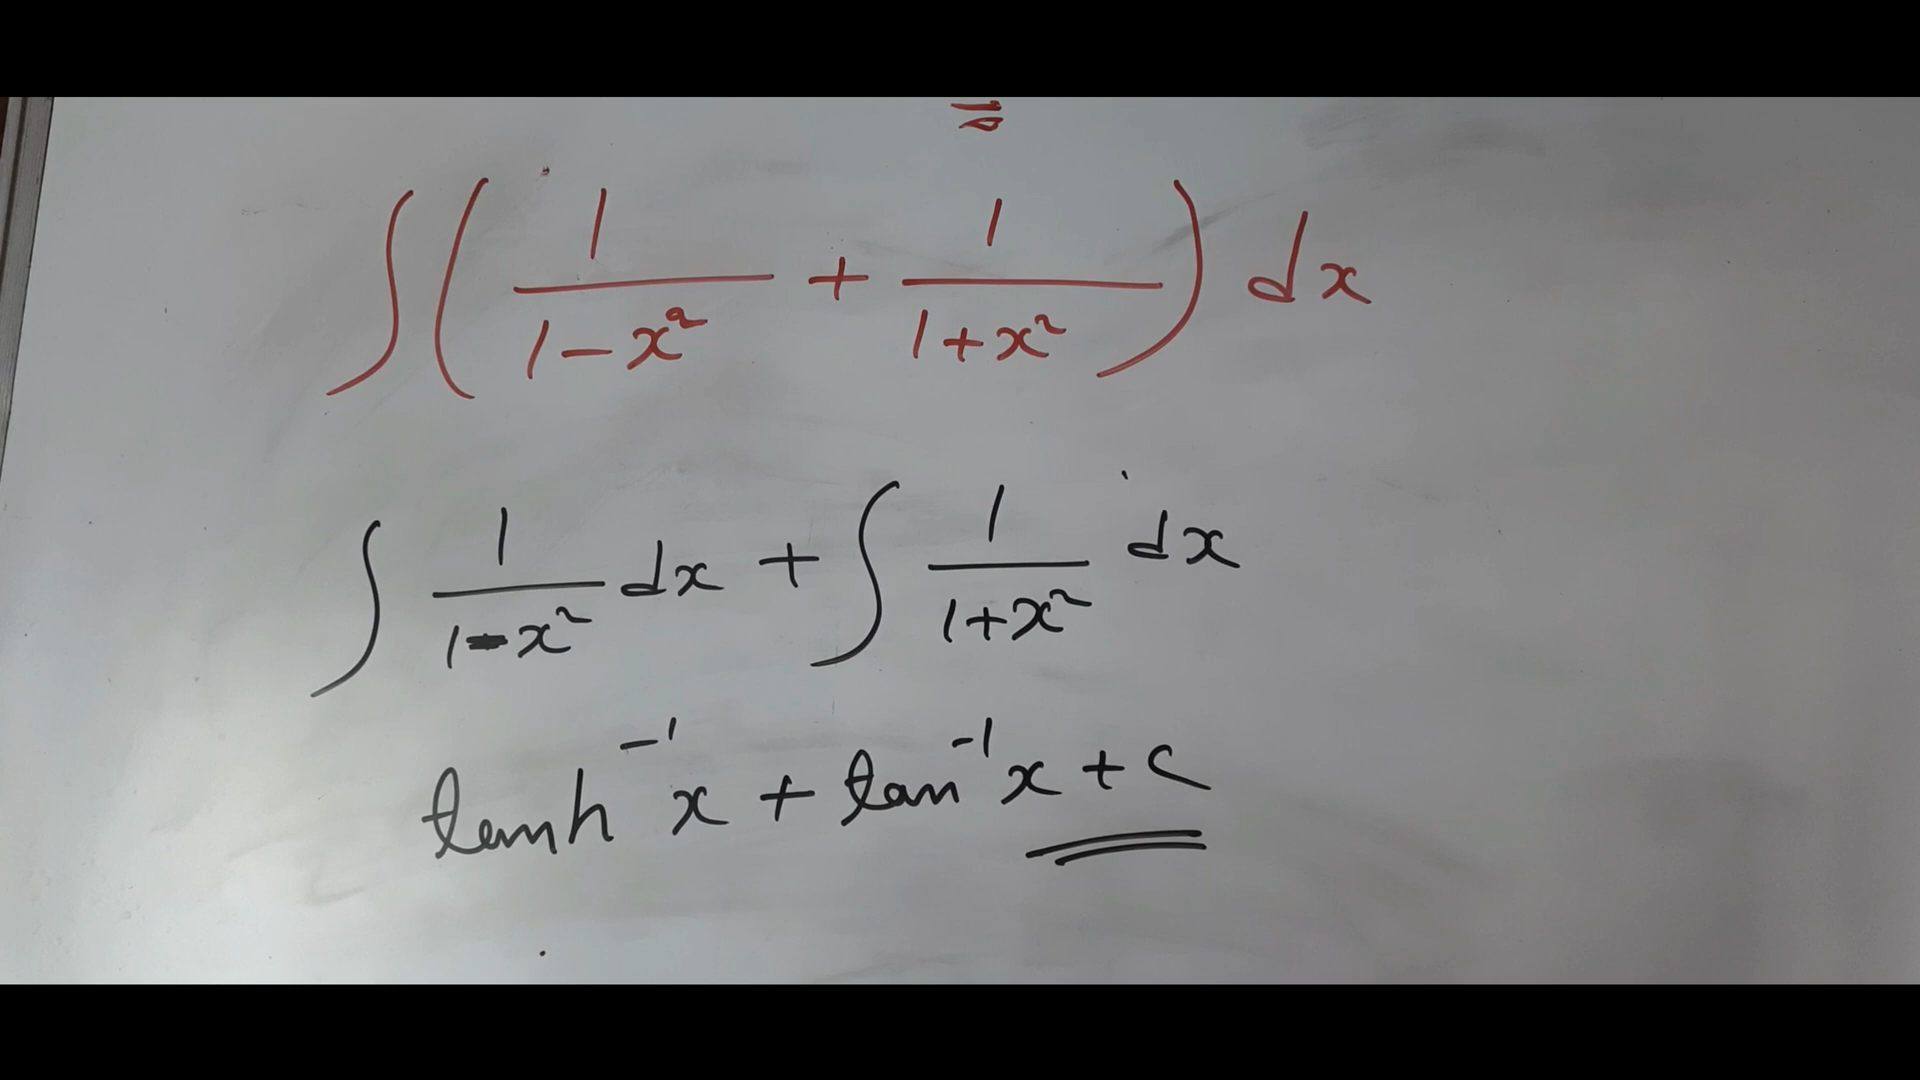 ∫ ( 1/(1-x²) + 1/(1+x²) ) dx
∫ 1/(1-x²) dx + ∫ 1/(1+x²) dx
tanh⁻¹x + tan⁻¹x + c